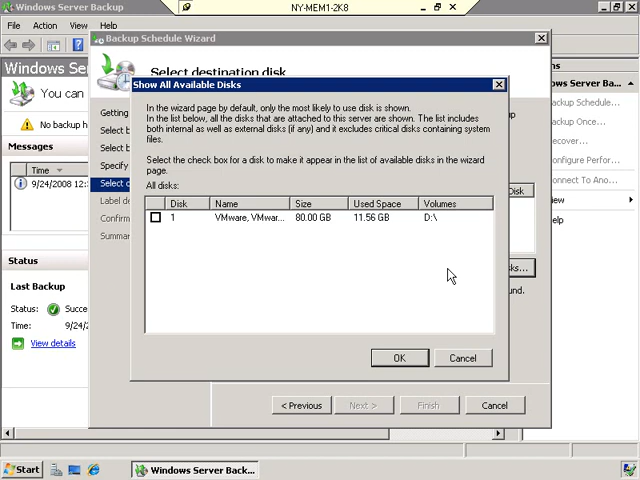 Windows Server Backup
NY-MEM1-2K8
File Action View Help
Backup Schedule Wizard
Windows Se
You can
No backup h
Messages
Time
9/24/2008 12:
Status
Last Backup
Status: Succe
Time: 9/24/
View details
Select destination disk
Getting
Select b
Select b
Specify
Select d
Label de
Confirm
Summar
Show All Available Disks
In the wizard page by default, only the most likely to use disk is shown.
In the list below, all the disks that are attached to this server are shown. The list includes
both internal as well as external disks (if any) and it excludes critical disks containing system
files.
Select the check box for a disk to make it appear in the list of available disks in the wizard
page.
All disks:
Disk Name Size Used Space Volumes
1 VMware, VMwar... 80.00 GB 11.56 GB D:\
OK Cancel
up
Disk
ks...
und.
< Previous Next > Finish Cancel
ns
ndows Server Ba...
ackup Schedule...
ackup Once...
ecover...
onfigure Perfor...
onnect To Ano...
iew
elp
Start
Windows Server Back...